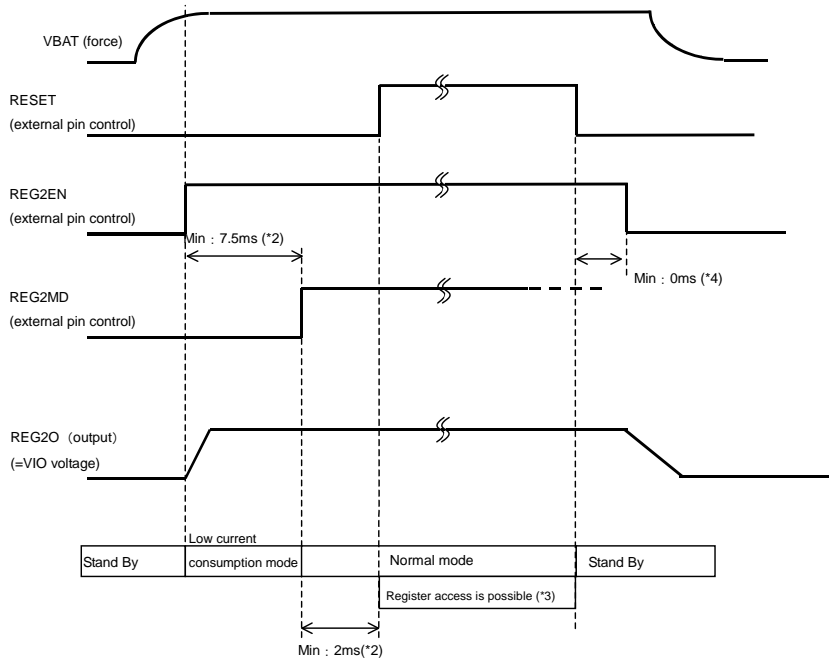 VBAT (force)
RESET
(external pin control)
REG2EN
(external pin control)
Min : 7.5ms (*2)
Min : 0ms (*4)
REG2MD
(external pin control)
REG2O (output)
(=VIO voltage)
Stand By
Low current
consumption mode
Normal mode
Stand By
Register access is possible (*3)
Min : 2ms(*2)